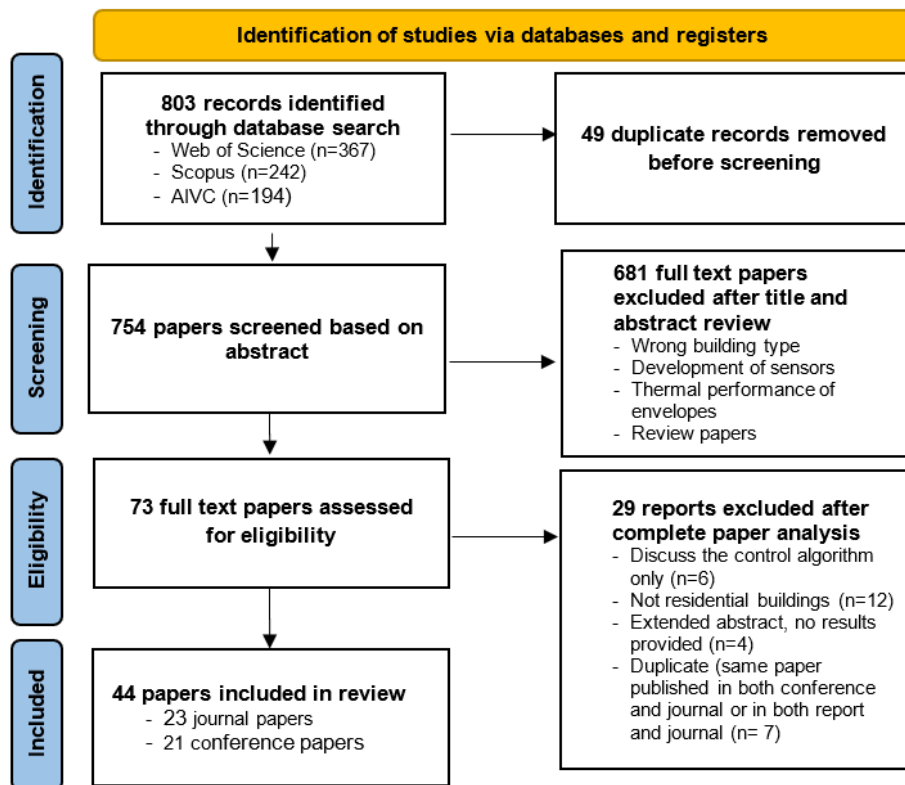 Identification of studies via databases and registers
Identification
803 records identified
through database search
- Web of Science (n=367)
- Scopus (n=242)
- AIVC (n=194)
49 duplicate records removed
before screening
Screening
754 papers screened based on
abstract
681 full text papers
excluded after title and
abstract review
- Wrong building type
- Development of sensors
- Thermal performance of
envelopes
- Review papers
Eligibility
73 full text papers assessed
for eligibility
29 reports excluded after
complete paper analysis
- Discuss the control algorithm
only (n=6)
- Not residential buildings (n=12)
- Extended abstract, no results
provided (n=4)
- Duplicate (same paper
published in both conference
and journal or in both report
and journal (n= 7)
Included
44 papers included in review
- 23 journal papers
- 21 conference papers